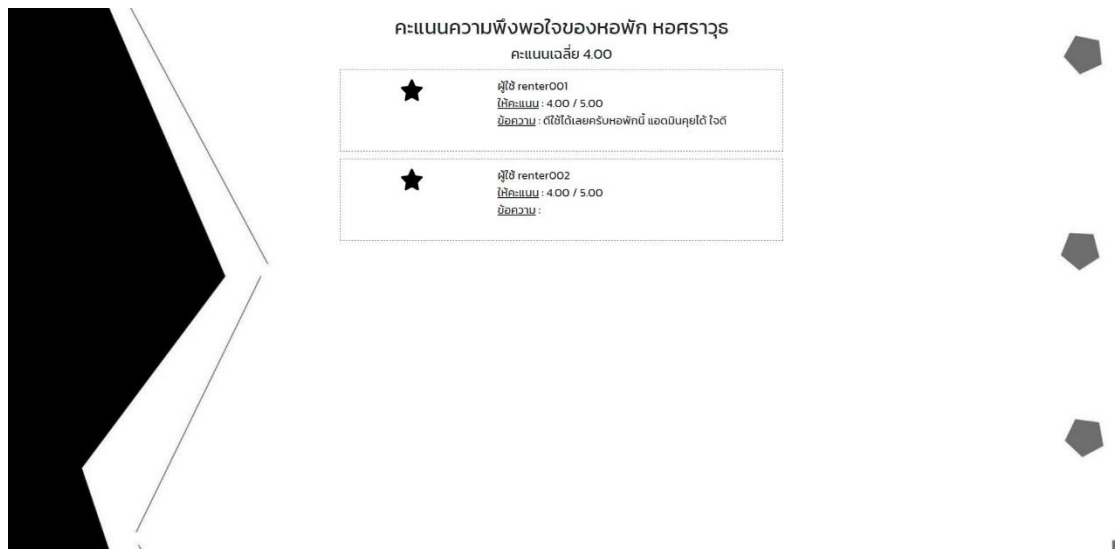 คะแนนความพึงพอใจของหอพัก หอศราวุธ
คะแนนเฉลี่ย 4.00
ผู้ใช้ renter001
ให้คะแนน : 4.00 / 5.00
ข้อความ : ดีใช้ได้เลยครับหอพักนี้ แอดมินคุยได้ ใจดี
ผู้ใช้ renter002
ให้คะแนน : 4.00 / 5.00
ข้อความ :